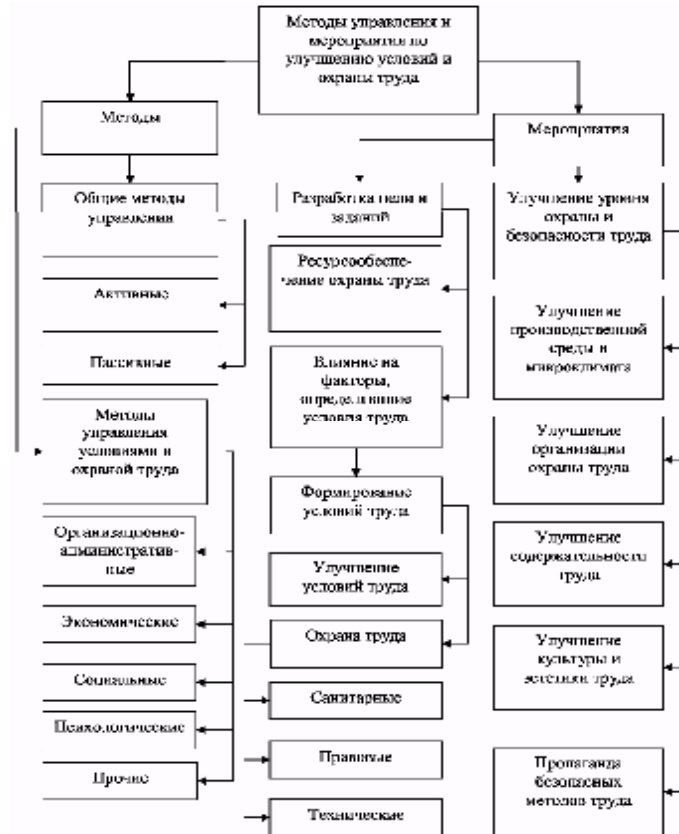 Методы управления и
мероприятия по
улучшению условий и
охраны труда
Методы
Мероприятия
Общие методы
управления
Активные
Пассивные
Методы
управления
условиями и
охраной труда
Организационно-
административ-
ные
Экономические
Социальные
Психологические
Прочие
Разработка цели и
заданий
Ресурсообеспе-
чение охраны труда
Влияние на
факторы,
определяющие
условия труда
Формирование
условий труда
Улучшение
условий труда
Охрана труда
Санитарные
Правовые
Технические
Улучшение уровня
охраны и
безопасности труда
Улучшение
производственной
среды и
микроклимата
Улучшение
организации
охраны труда
Улучшение
содержательности
труда
Улучшение
культуры и
эстетики труда
Пропаганда
безопасных
методов труда